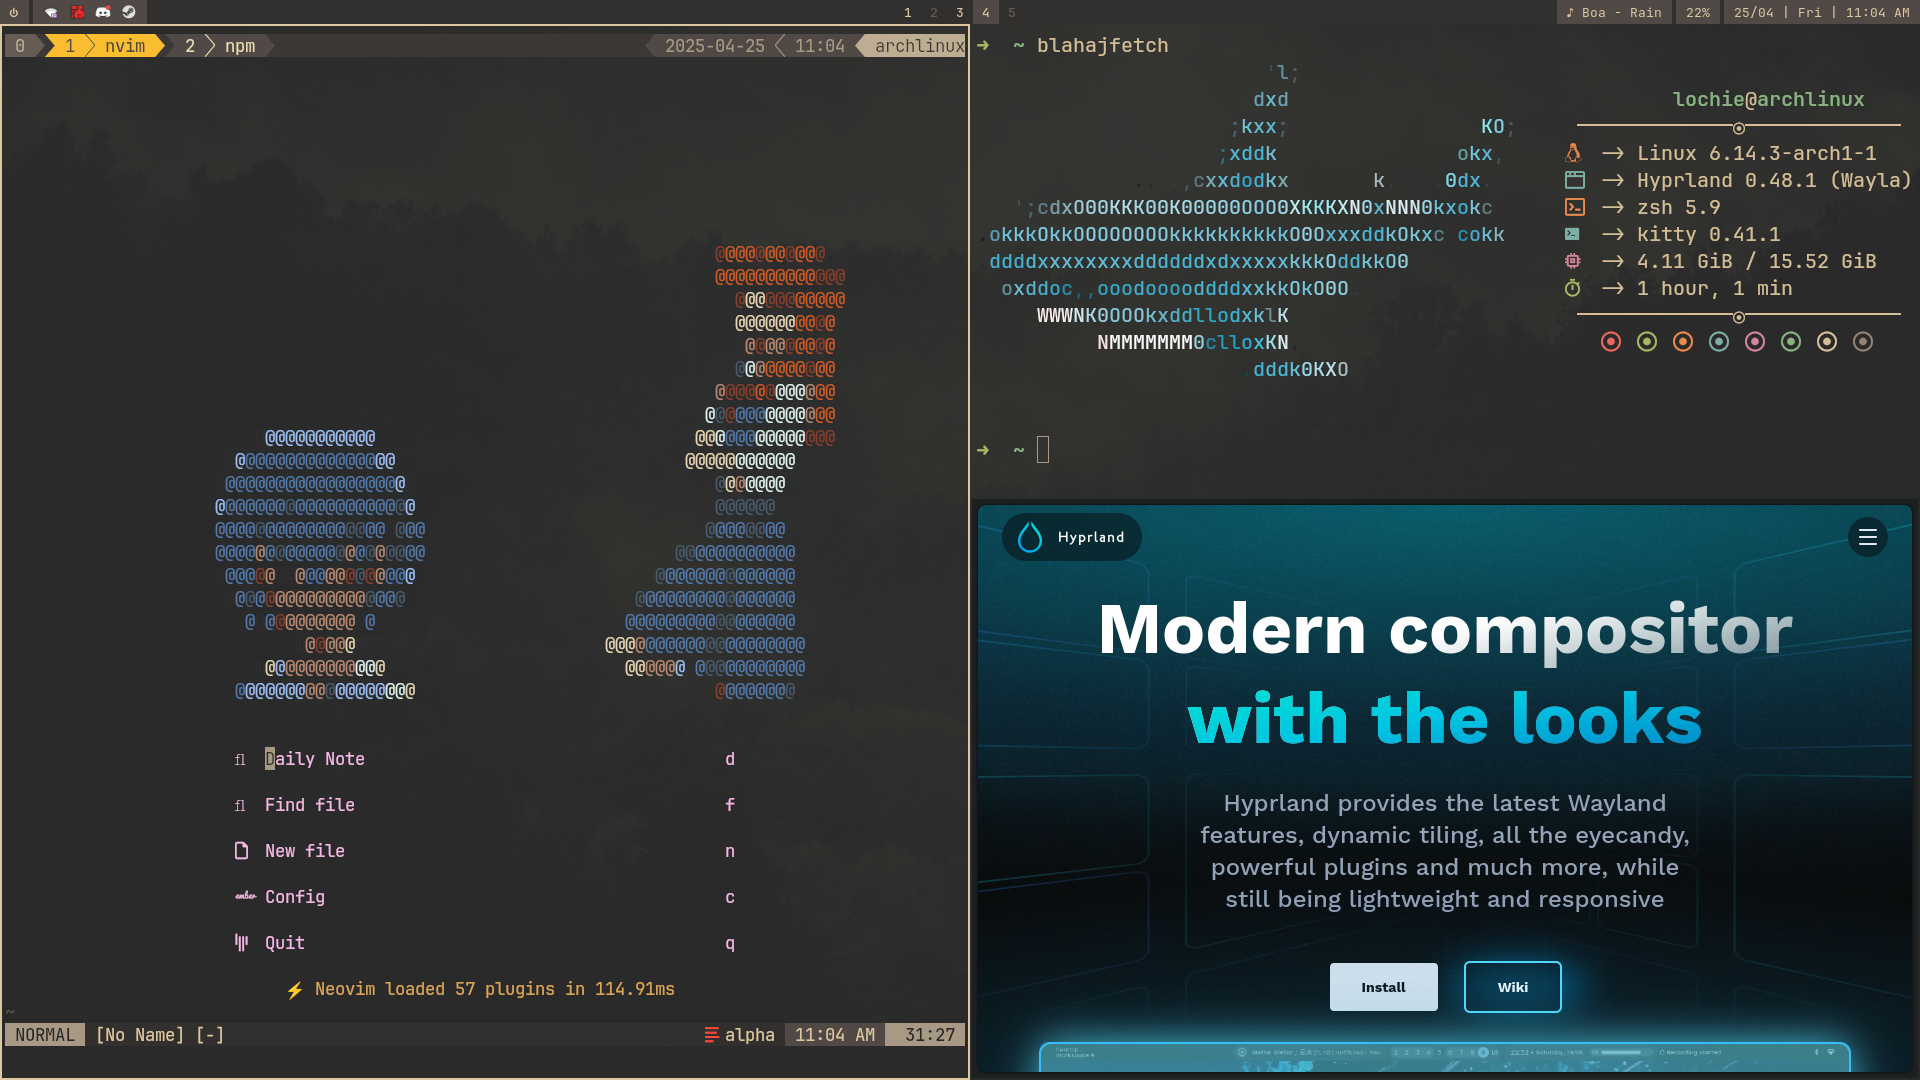 1 2 3 4 5
♪ Boa - Rain 22% 25/04 | Fri | 11:04 AM
0 1 nvim 2 npm 2025-04-25 11:04 archlinux
Daily Note d
Find file f
New file n
Config c
Quit q
⚡ Neovim loaded 57 plugins in 114.91ms
~
NORMAL [No Name] [-] alpha 11:04 AM 31:27
➜ ~ blahajfetch
lochie@archlinux
Linux 6.14.3-arch1-1
Hyprland 0.48.1 (Wayla)
zsh 5.9
kitty 0.41.1
4.11 GiB / 15.52 GiB
1 hour, 1 min
➜ ~
Hyprland
Modern compositor
with the looks
Hyprland provides the latest Wayland
features, dynamic tiling, all the eyecandy,
powerful plugins and much more, while
still being lightweight and responsive
Install Wiki